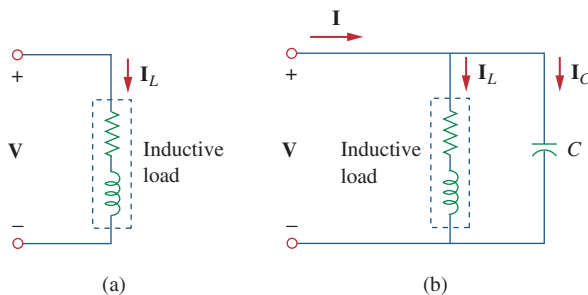 +
I_L
V
Inductive
load
−
(a)
I
+
I_L
I_C
V
Inductive
load
C
−
(b)